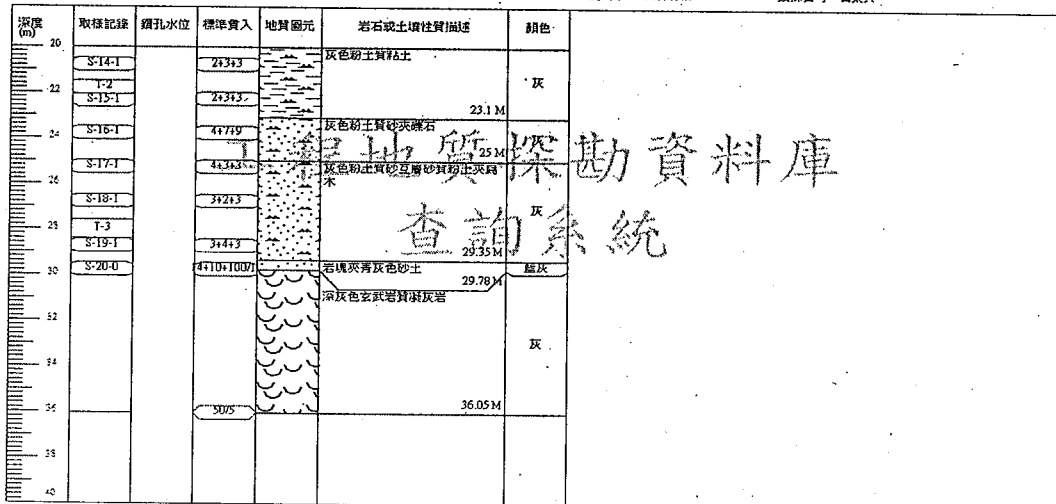 深度(m)
取樣記錄
鑽孔水位
標準貫入
地質圖元
岩石或土壤性質描述
顏色
20
S-14-1
2+3+3
灰色粉土質粘土
灰
22
T-2
S-15-1
2+3+3
23.1 M
24
S-16-1
4+7+9
灰色粉土質砂夾礫石
灰
25 M
S-17-1
4+3+3
灰色粉土質砂互層砂質粉土夾腐木
26
S-18-1
3+2+3
灰
28
T-3
S-19-1
3+4+3
29.35 M
30
S-20-0
4+10+100/1
岩塊夾青灰色砂土
藍灰
29.78 M
深灰色玄武岩質凝灰岩
32
34
灰
36
50/5
36.05 M
38
40
工程地質探勘資料庫
查詢系統